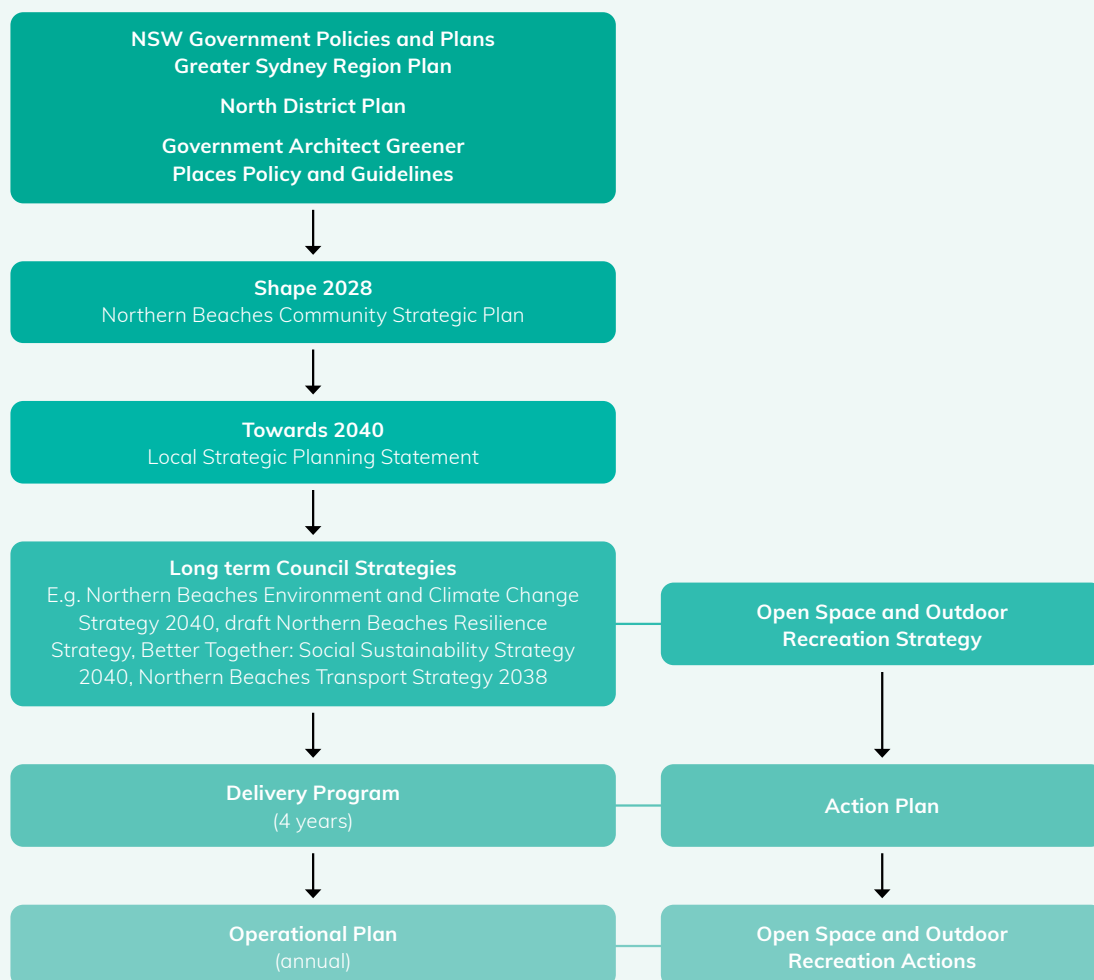 NSW Government Policies and Plans
Greater Sydney Region Plan
North District Plan
Government Architect Greener
Places Policy and Guidelines
Shape 2028
Northern Beaches Community Strategic Plan
Towards 2040
Local Strategic Planning Statement
Long term Council Strategies
E.g. Northern Beaches Environment and Climate Change
Strategy 2040, draft Northern Beaches Resilience
Strategy, Better Together: Social Sustainability Strategy
2040, Northern Beaches Transport Strategy 2038
Open Space and Outdoor
Recreation Strategy
Delivery Program
(4 years)
Action Plan
Operational Plan
(annual)
Open Space and Outdoor
Recreation Actions